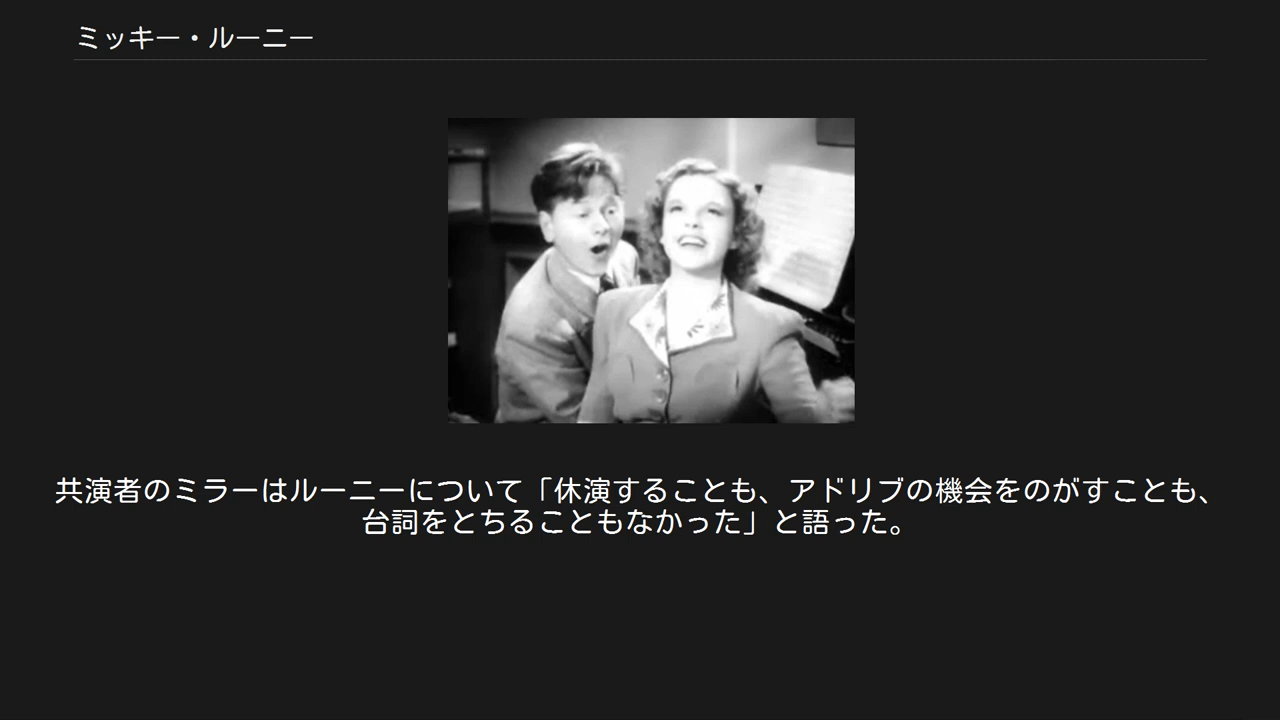 ミッキー・ルーニー
共演者のミラーはルーニーについて「休演することも、アドリブの機会をのがすことも、
台詞をとちることもなかった」と語った。